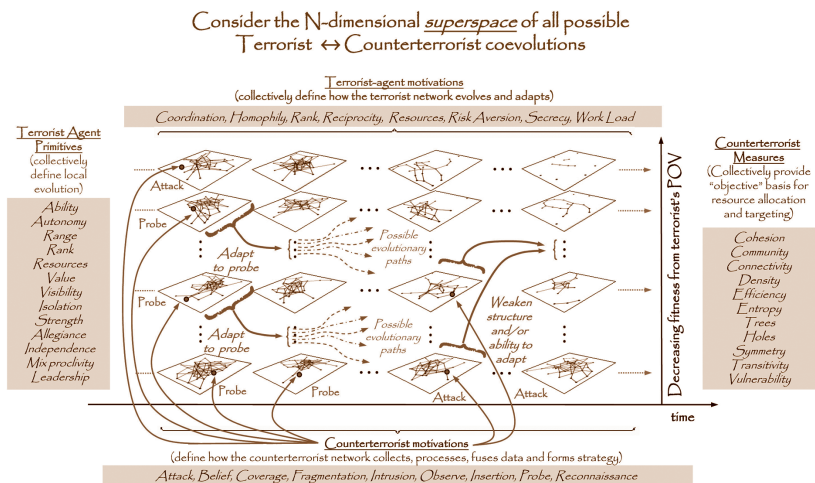 Consider the N-dimensional superspace of all possible
Terrorist ↔ Counterterrorist coevolutions
Terrorist-agent motivations
(collectively define how the terrorist network evolves and adapts)
Coordination, Homophily, Rank, Reciprocity, Resources, Risk Aversion, Secrecy, Work Load
Terrorist Agent
Primitives
(collectively
define local
evolution)
Ability
Autonomy
Range
Rank
Resources
Value
Visibility
Isolation
Strength
Allegiance
Independence
Mix proclivity
Leadership
Attack
Probe
Adapt
to probe
Possible
evolutionary
paths
Probe
Adapt
to probe
Possible
evolutionary
paths
Weaken
structure
and/or
ability to
adapt
Probe
Probe
Attack
Attack
Decreasing fitness from terrorist's POV
time
Counterterrorist
Measures
(Collectively provide
"objective" basis for
resource allocation
and targeting)
Cohesion
Community
Connectivity
Density
Efficiency
Entropy
Trees
Holes
Symmetry
Transitivity
Vulnerability
Counterterrorist motivations
(define how the counterterrorist network collects, processes, fuses data and forms strategy)
Attack, Belief, Coverage, Fragmentation, Intrusion, Observe, Insertion, Probe, Reconnaissance